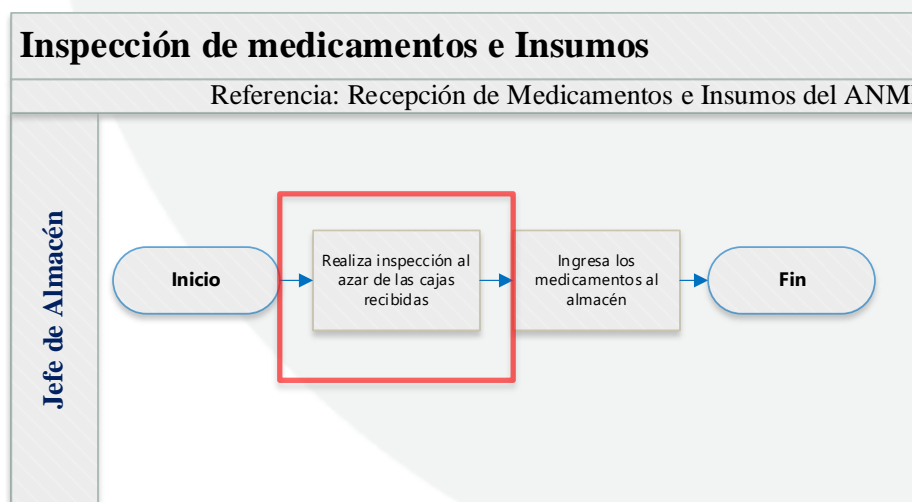 Inspección de medicamentos e Insumos
Referencia: Recepción de Medicamentos e Insumos del
Jefe de Almacén
Inicio
Realiza inspección al
azar de las cajas
recibidas
Ingresa los
medicamentos al
almacén
Fin